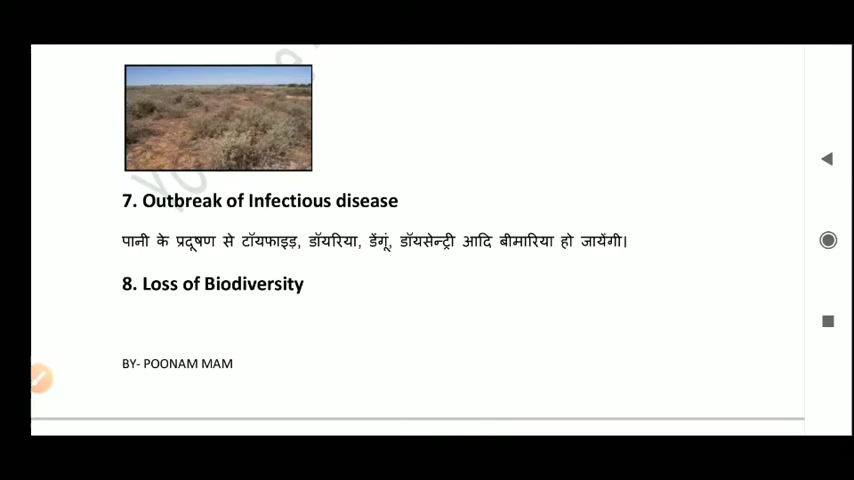 7. Outbreak of Infectious disease
पानी के प्रदूषण से टॉयफाइड़, डॉयरिया, डेंगूं, डॉयसेन्ट्री आदि बीमारिया हो जायेंगी।
8. Loss of Biodiversity
BY- POONAM MAM